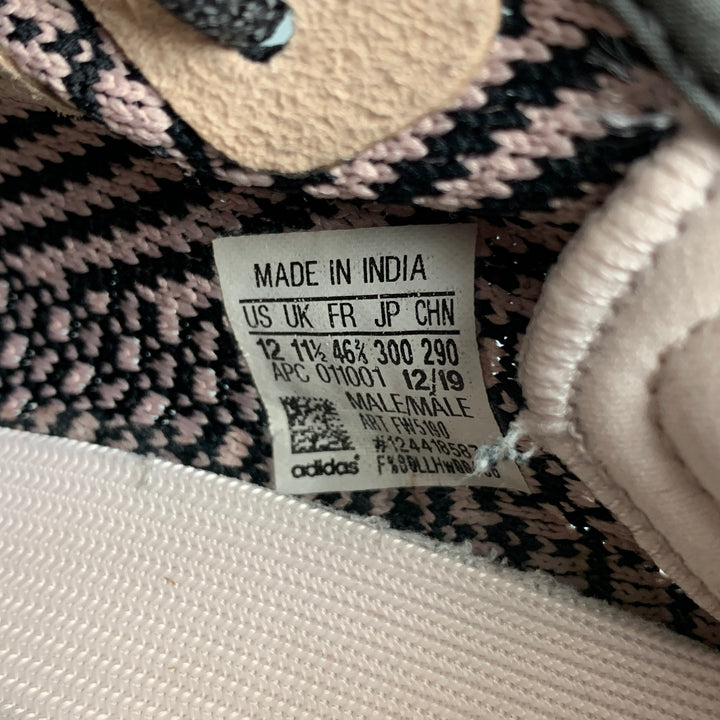 MADE IN INDIA
US UK FR JP CHN
12 11½ 46⅔ 300 290
APC 011001 12/19
MALE/MALE
ART FW5190
#12441858
adidas